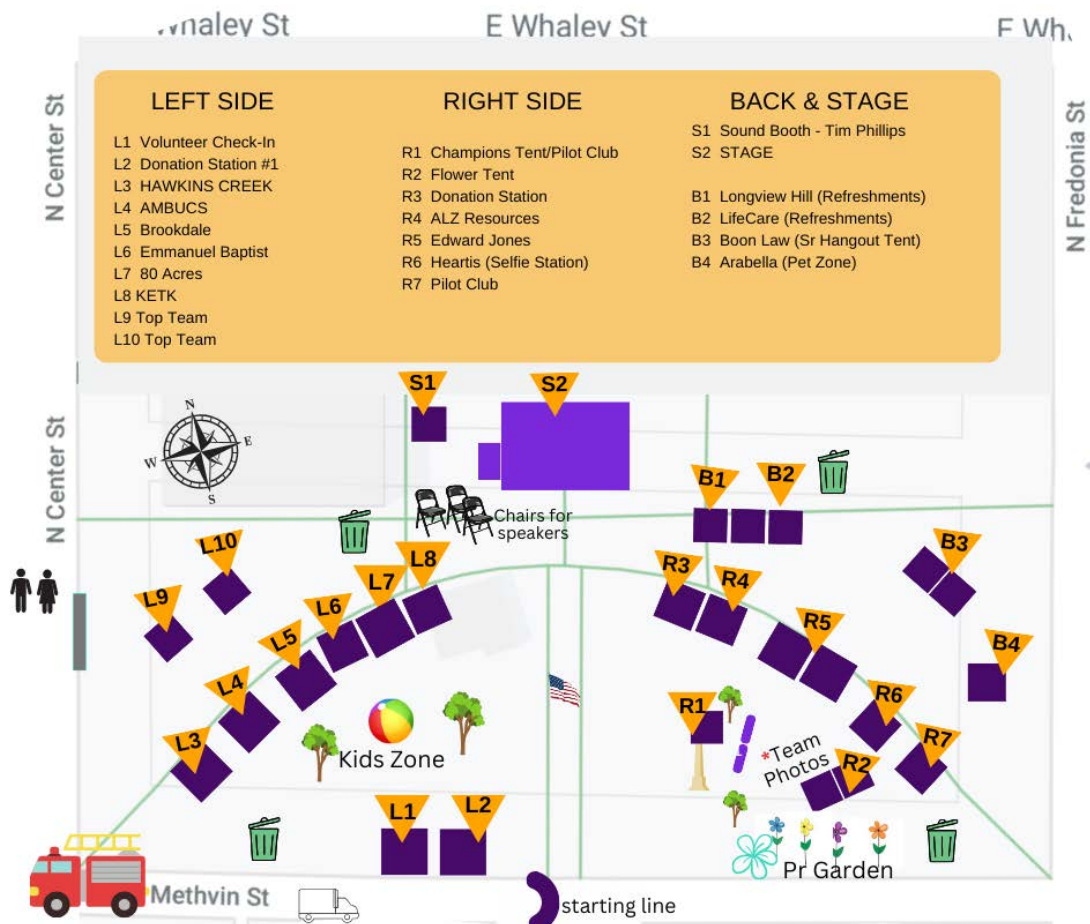 Whaley St
E Whaley St
E Wh
N Center St
N Fredonia St
LEFT SIDE
L1 Volunteer Check-In
L2 Donation Station #1
L3 HAWKINS CREEK
L4 AMBUCS
L5 Brookdale
L6 Emmanuel Baptist
L7 80 Acres
L8 KETK
L9 Top Team
L10 Top Team
RIGHT SIDE
R1 Champions Tent/Pilot Club
R2 Flower Tent
R3 Donation Station
R4 ALZ Resources
R5 Edward Jones
R6 Heartis (Selfie Station)
R7 Pilot Club
BACK & STAGE
S1 Sound Booth - Tim Phillips
S2 STAGE
B1 Longview Hill (Refreshments)
B2 LifeCare (Refreshments)
B3 Boon Law (Sr Hangout Tent)
B4 Arabella (Pet Zone)
S1
S2
N
E
W
S
N Center St
B1
B2
Chairs for
speakers
L10
L8
B3
L9
L7
R3
R4
L6
L5
R5
B4
L4
R6
R1
L3
Kids Zone
*Team
Photos
R7
R2
L1
L2
Pr Garden
Methvin St
starting line